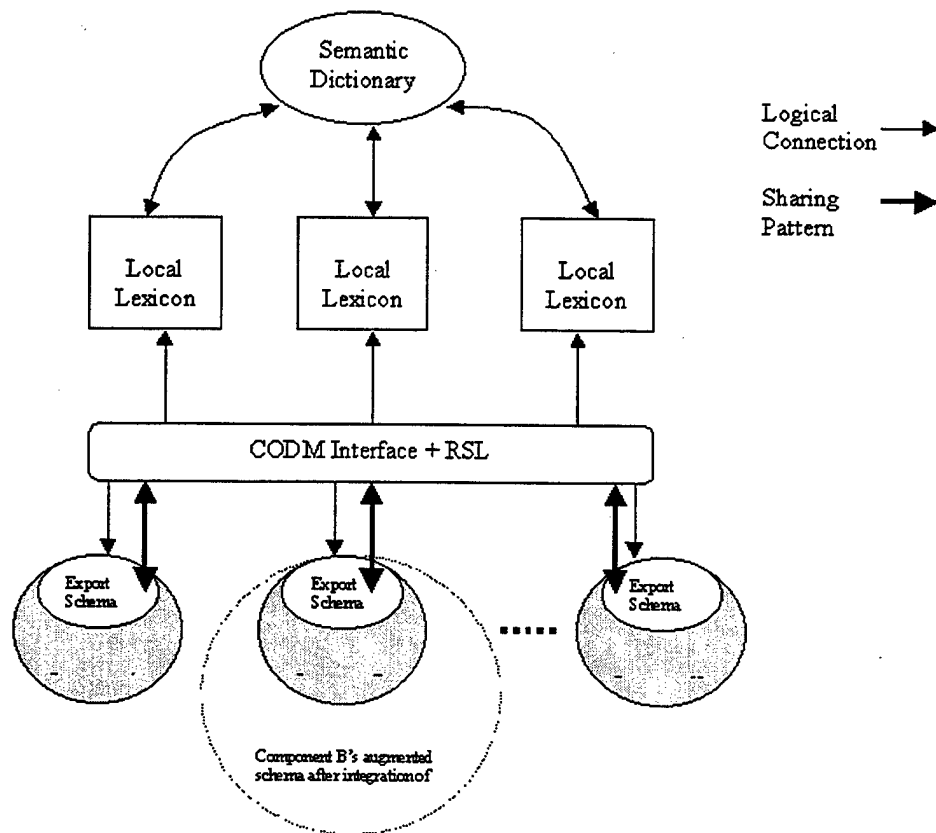 Semantic
Dictionary
Logical
Connection
Sharing
Pattern
Local
Lexicon
Local
Lexicon
Local
Lexicon
CODM Interface + RSL
Export
Schema
Export
Schema
Export
Schema
Component B's augmented
schema after integration of